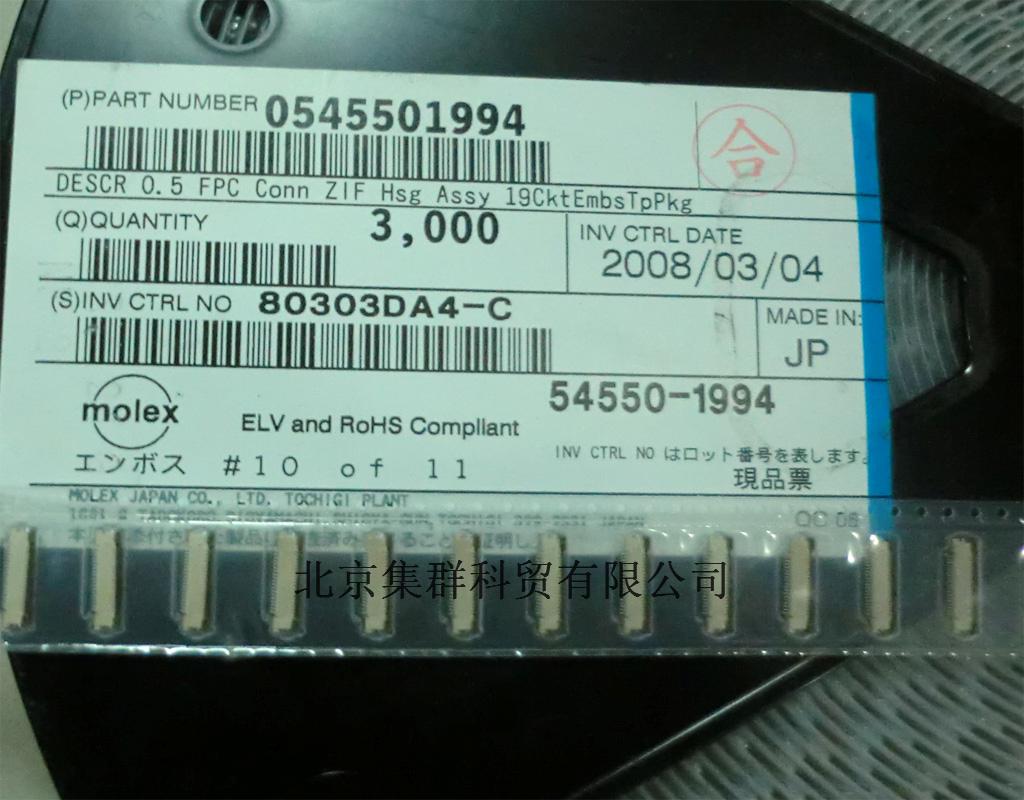 (P)PART NUMBER 0545501994
合
DESCR 0.5 FPC Conn ZIF Hsg Assy 19CktEmbsTpPkg
(Q)QUANTITY 3,000
INV CTRL DATE
2008/03/04
(S)INV CTRL NO 80303DA4-C
MADE IN:
JP
molex
54550-1994
ELV and RoHS Compliant
INV CTRL NO はロット番号を表します。
エンボス #10 of 11
現品票
MOLEX JAPAN CO., LTD. TOCHIGI PLANT
北京集群科贸有限公司